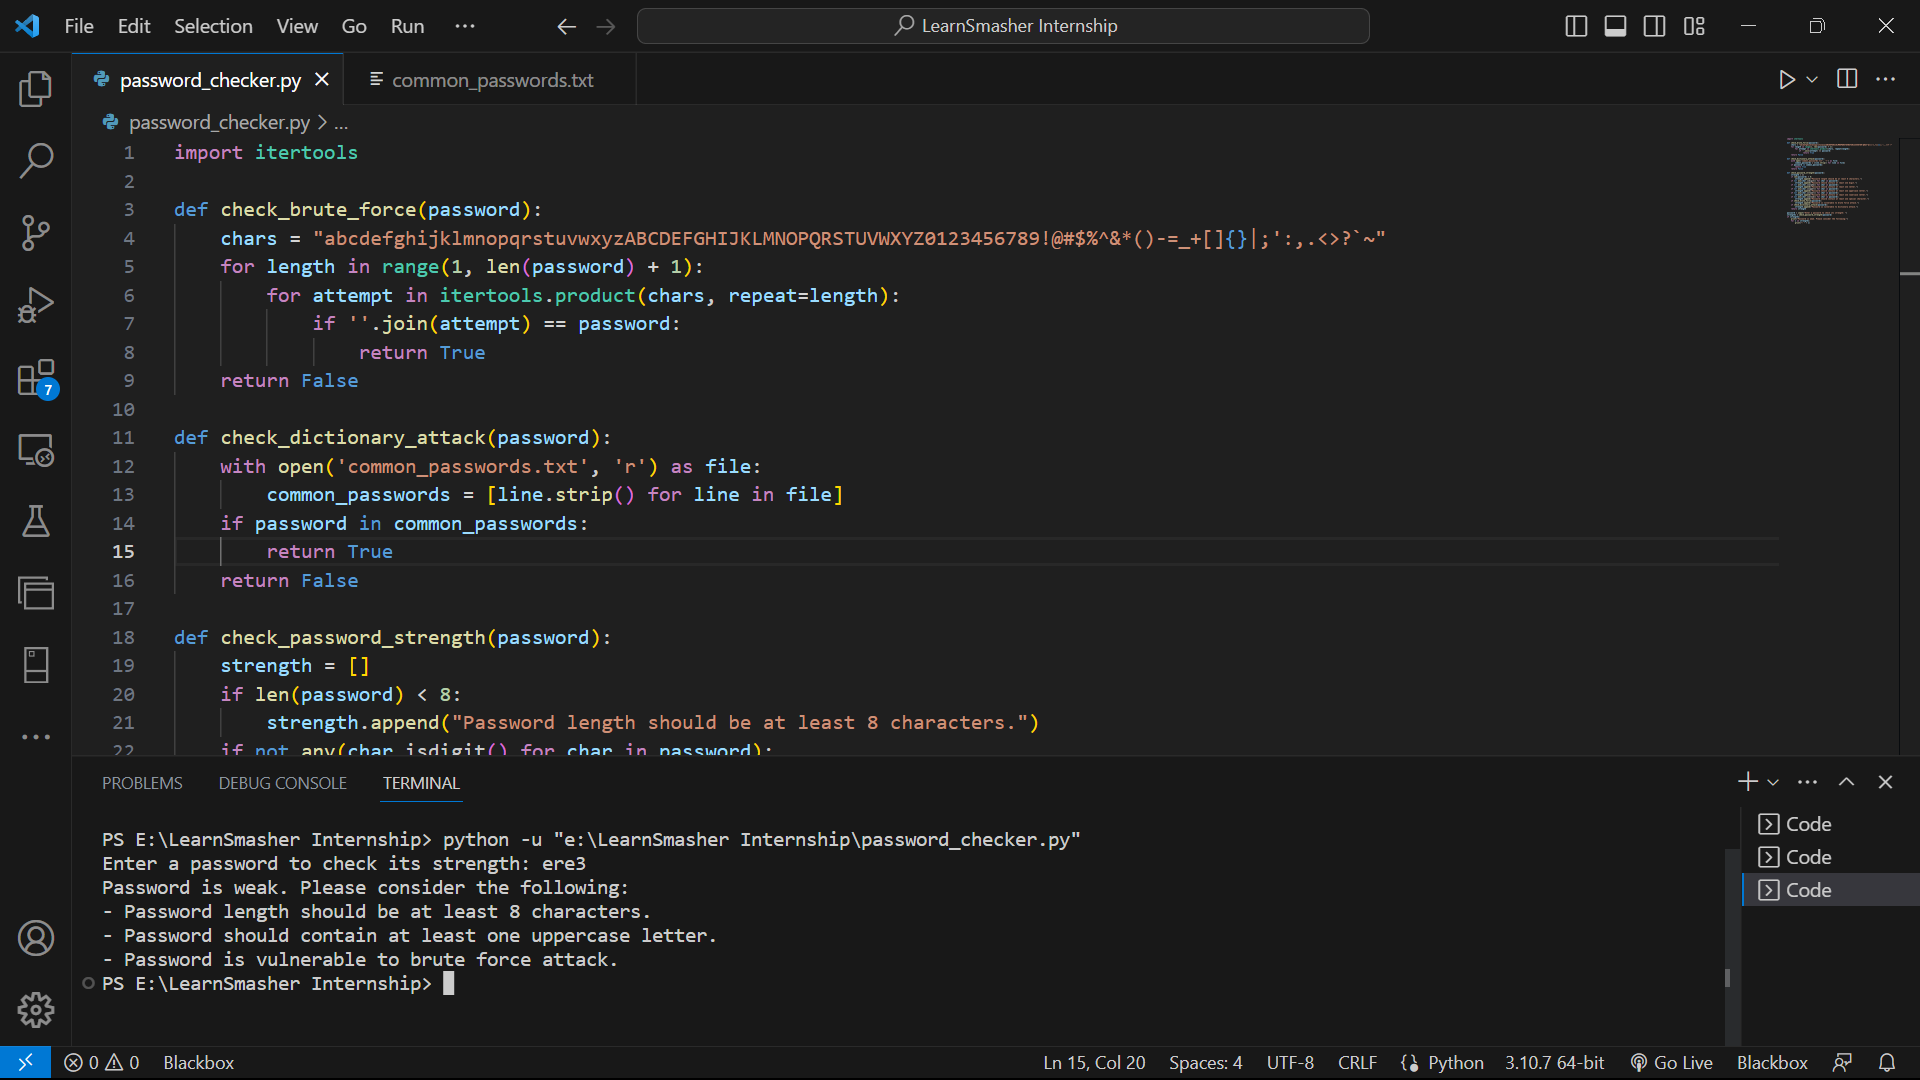 File Edit Selection View Go Run ··· LearnSmasher Internship
password_checker.py common_passwords.txt
password_checker.py > ...
1 import itertools
2
3 def check_brute_force(password):
4     chars = "abcdefghijklmnopqrstuvwxyzABCDEFGHIJKLMNOPQRSTUVWXYZ0123456789!@#$%^&*()-=_+[]{}|;':,.<>?`~"
5     for length in range(1, len(password) + 1):
6         for attempt in itertools.product(chars, repeat=length):
7             if ''.join(attempt) == password:
8                 return True
9     return False
10
11 def check_dictionary_attack(password):
12     with open('common_passwords.txt', 'r') as file:
13         common_passwords = [line.strip() for line in file]
14     if password in common_passwords:
15         return True
16     return False
17
18 def check_password_strength(password):
19     strength = []
20     if len(password) < 8:
21         strength.append("Password length should be at least 8 characters.")
22     if not any(char.isdigit() for char in password):
7
PROBLEMS DEBUG CONSOLE TERMINAL
PS E:\LearnSmasher Internship> python -u "e:\LearnSmasher Internship\password_checker.py"
Enter a password to check its strength: ere3
Password is weak. Please consider the following:
- Password length should be at least 8 characters.
- Password should contain at least one uppercase letter.
- Password is vulnerable to brute force attack.
PS E:\LearnSmasher Internship>
Code
Code
Code
0 0 Blackbox Ln 15, Col 20 Spaces: 4 UTF-8 CRLF Python 3.10.7 64-bit Go Live Blackbox